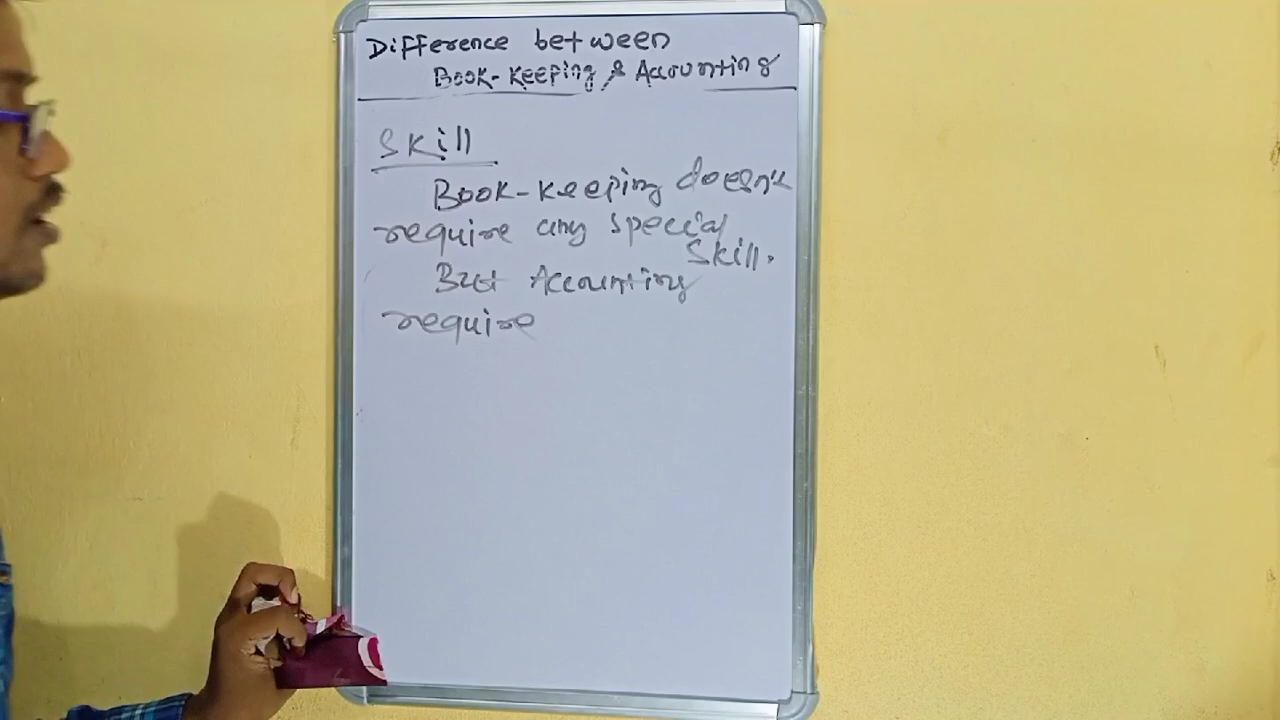 Difference between
Book-Keeping & Accounting
Skill
Book-Keeping doesn't
require any special
Skill.
But Accounting
require